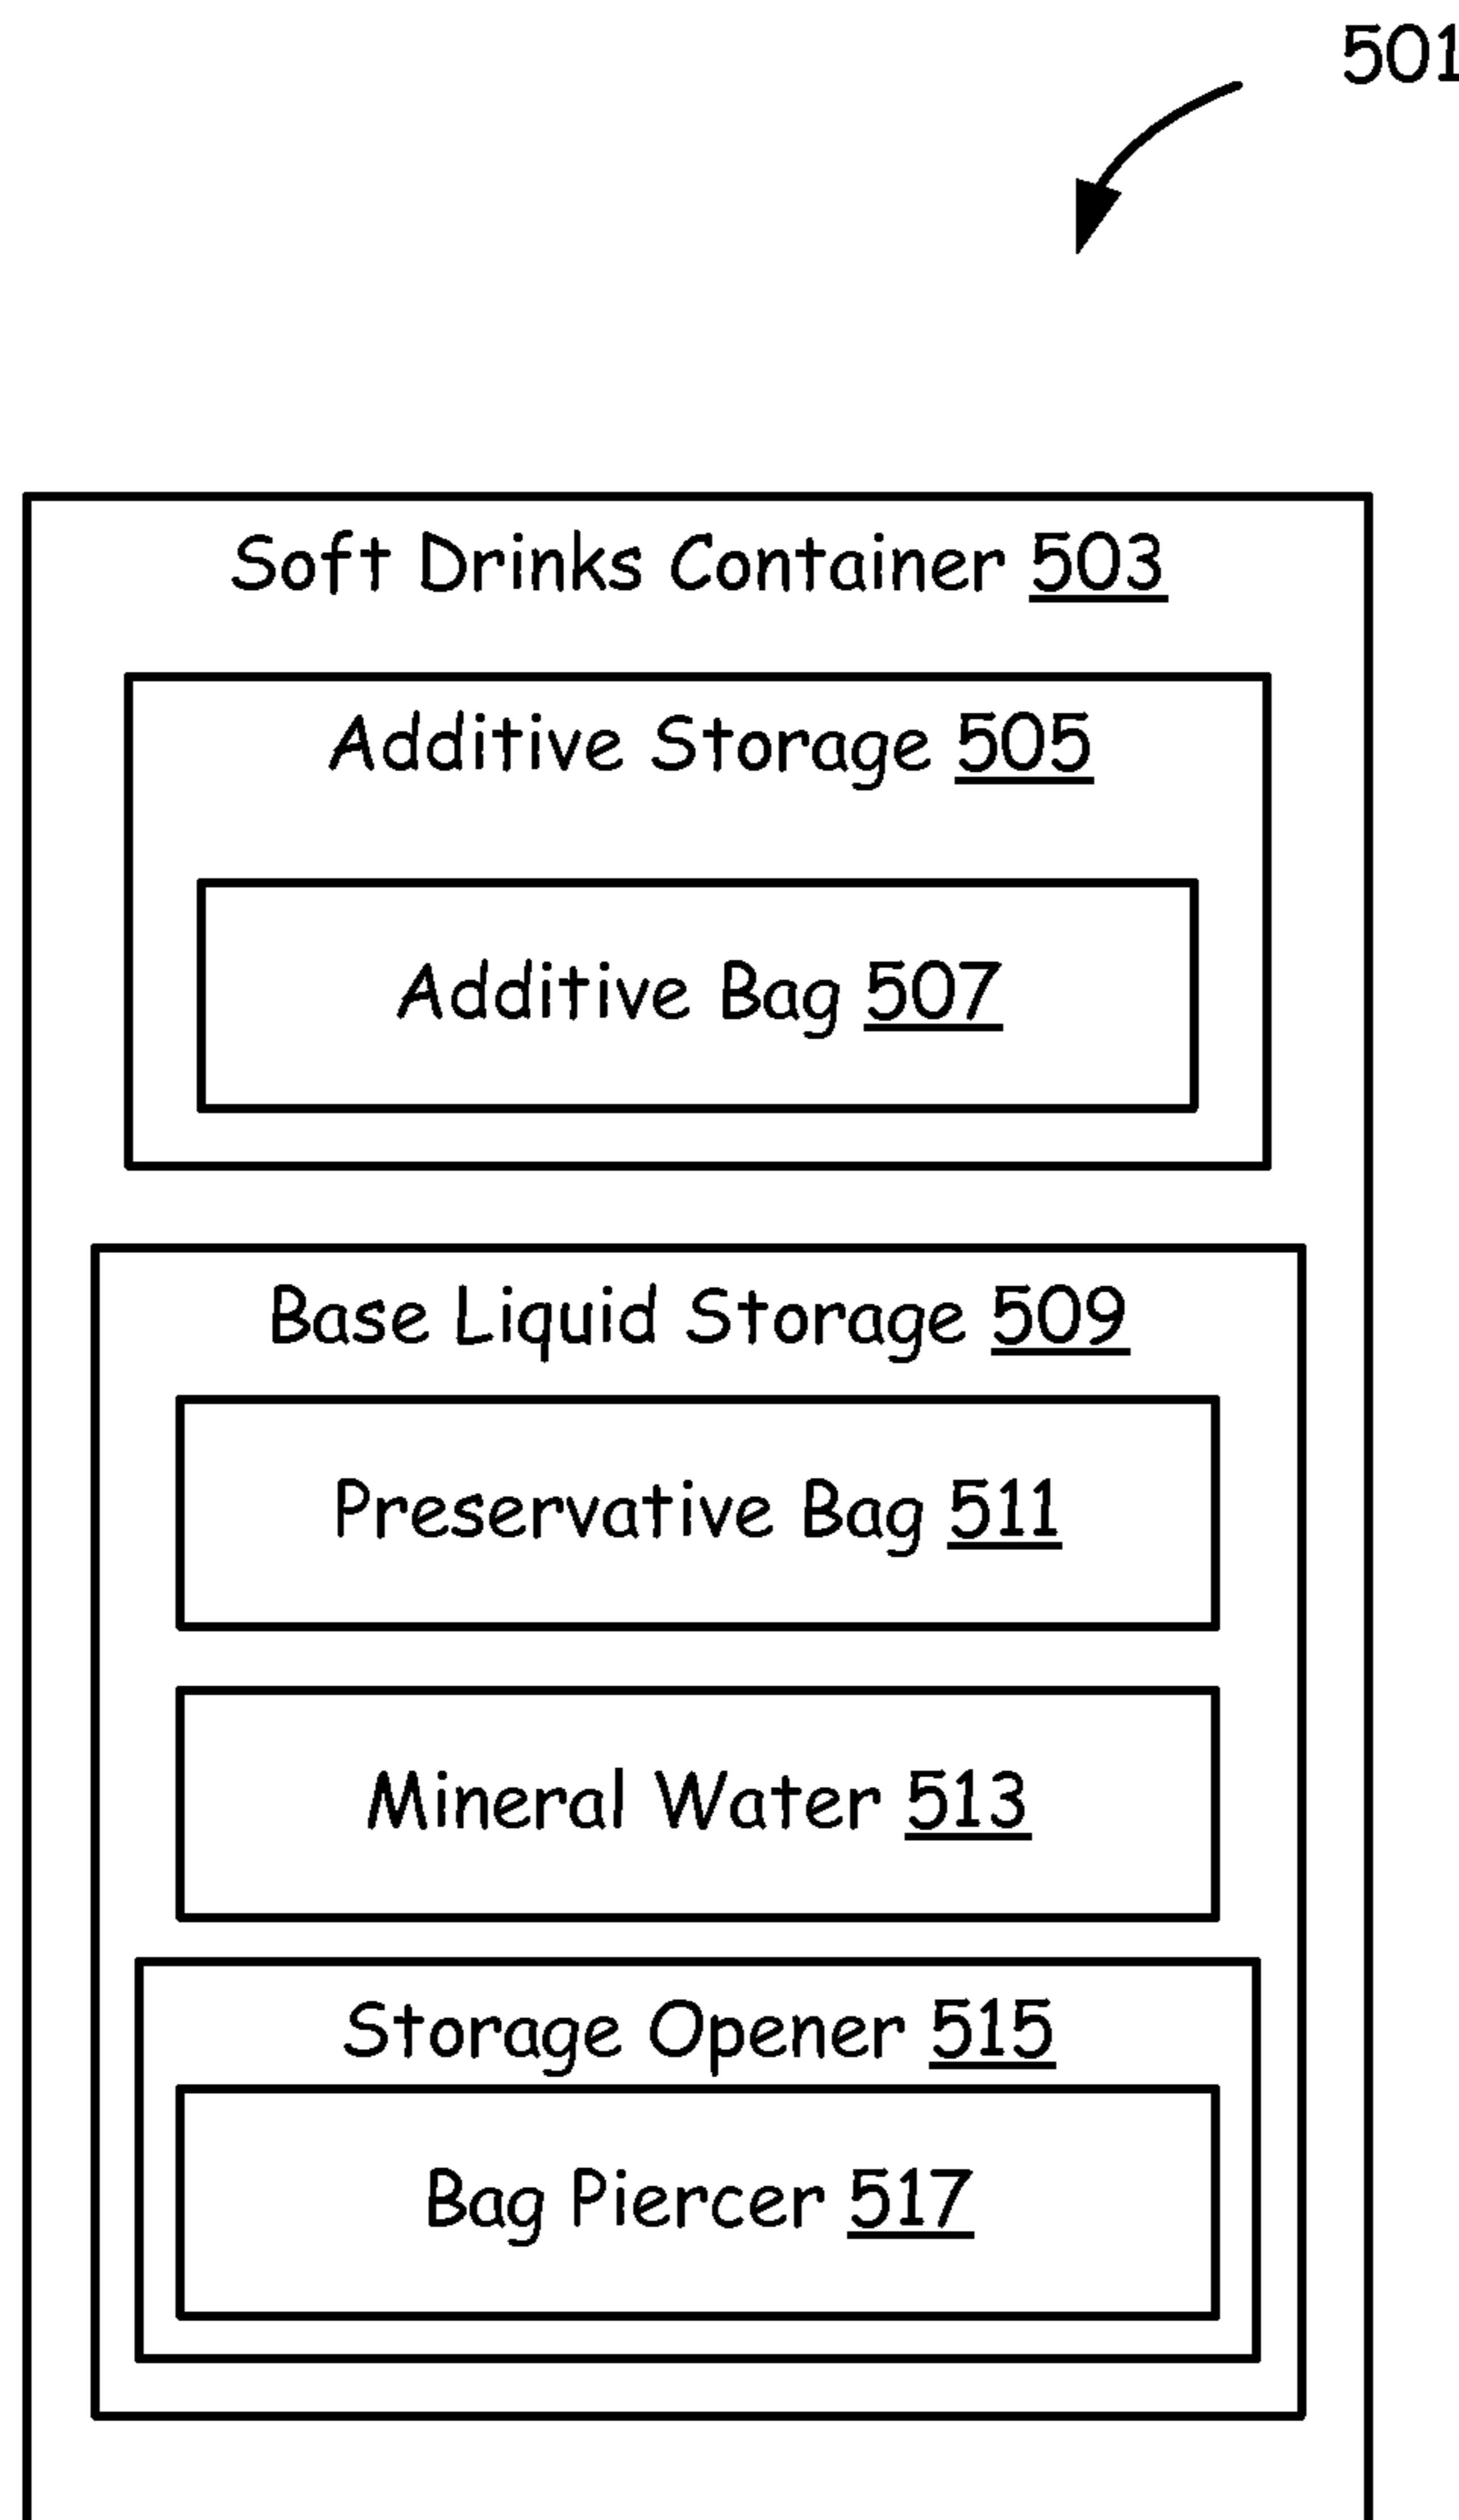 501
Soft Drinks Container 503
Additive Storage 505
Additive Bag 507
Base Liquid Storage 509
Preservative Bag 511
Mineral Water 513
Storage Opener 515
Bag Piercer 517